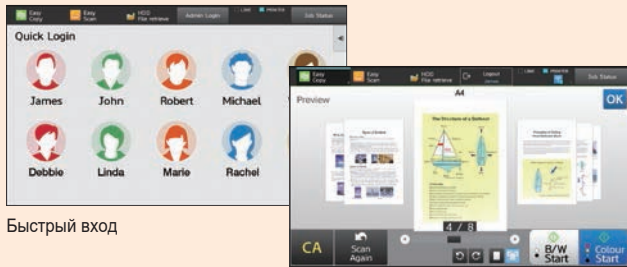 Easy Copy
Easy Scan
HDD File retrieve
Admin Login
Job Status
Quick Login
James John Robert Michael
Debbie Linda Marie Rachel
Быстрый вход
Easy Copy
Easy Scan
HDD File retrieve
Logout
Job Status
Preview
A4
OK
The Structure of a Sailboat
4 / 8
CA
Scan Again
B/W Start
Colour Start